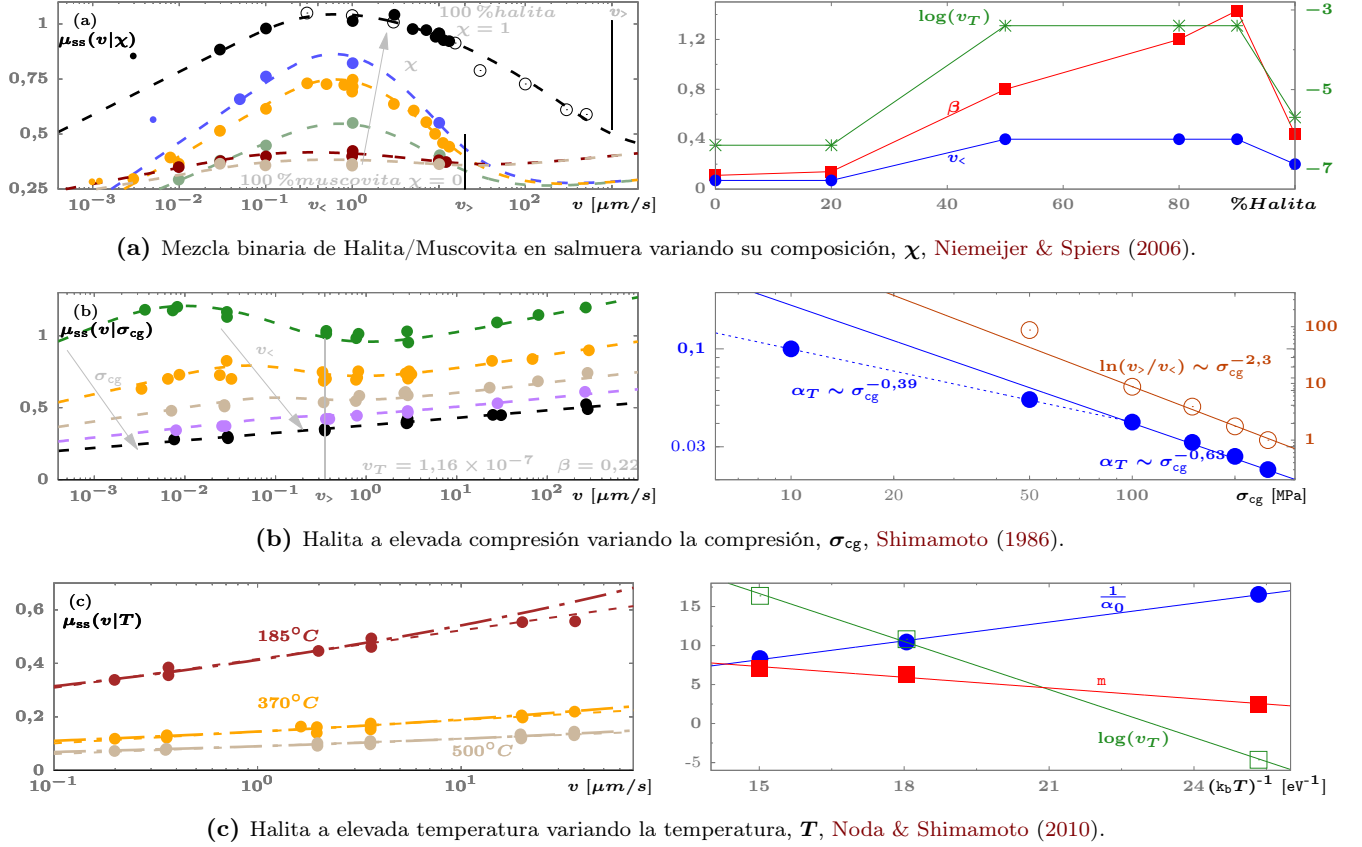 (a)
μss(v|χ)
100 %halita
χ = 1
v>
χ
100 %muscovita χ = 0
1
0,75
0,5
0,25
10⁻³ 10⁻² 10⁻¹ v< 10⁰ v> 10² v [μm/s]
log(vT)
β
v<
1,2
0,8
0,4
0
−3
−5
−7
0 20 40 60 80 %Halita
(a) Mezcla binaria de Halita/Muscovita en salmuera variando su composición, χ, Niemeijer & Spiers (2006).
(b)
μss(v|σcg)
σcg
v<
vT = 1,16 × 10⁻⁷ β = 0,22
1
0,5
0
10⁻³ 10⁻² 10⁻¹ v> 10⁰ 10¹ 10² v [μm/s]
ln(v>/v<) ∼ σcg^−2,3
αT ∼ σcg^−0,39
αT ∼ σcg^−0,63
0,1
0.03
100
10
1
10 20 50 100 σcg [MPa]
(b) Halita a elevada compresión variando la compresión, σcg, Shimamoto (1986).
(c)
μss(v|T)
185°C
370°C
500°C
0,6
0,4
0,2
0
10⁻¹ 10⁰ 10¹ v [μm/s]
1/α0
m
log(vT)
15
10
5
0
-5
15 18 21 24 (kbT)⁻¹ [eV⁻¹]
(c) Halita a elevada temperatura variando la temperatura, T, Noda & Shimamoto (2010).